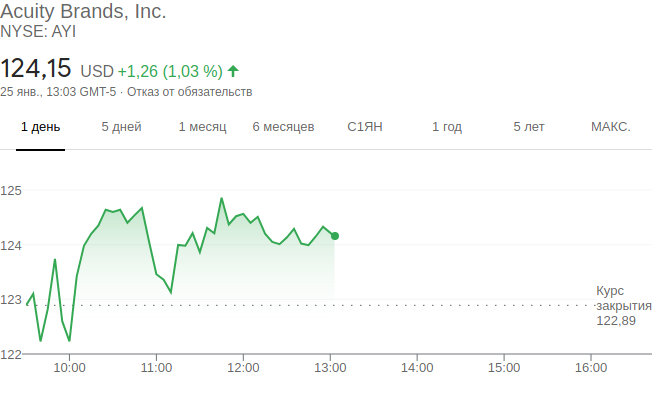 Acuity Brands, Inc.
NYSE: AYI
124,15 USD +1,26 (1,03 %)
25 янв., 13:03 GMT-5 · Отказ от обязательств
1 день 5 дней 1 месяц 6 месяцев С1ЯН 1 год 5 лет МАКС.
125
124
123
122
Курс
закрытия
122,89
10:00 11:00 12:00 13:00 14:00 15:00 16:00